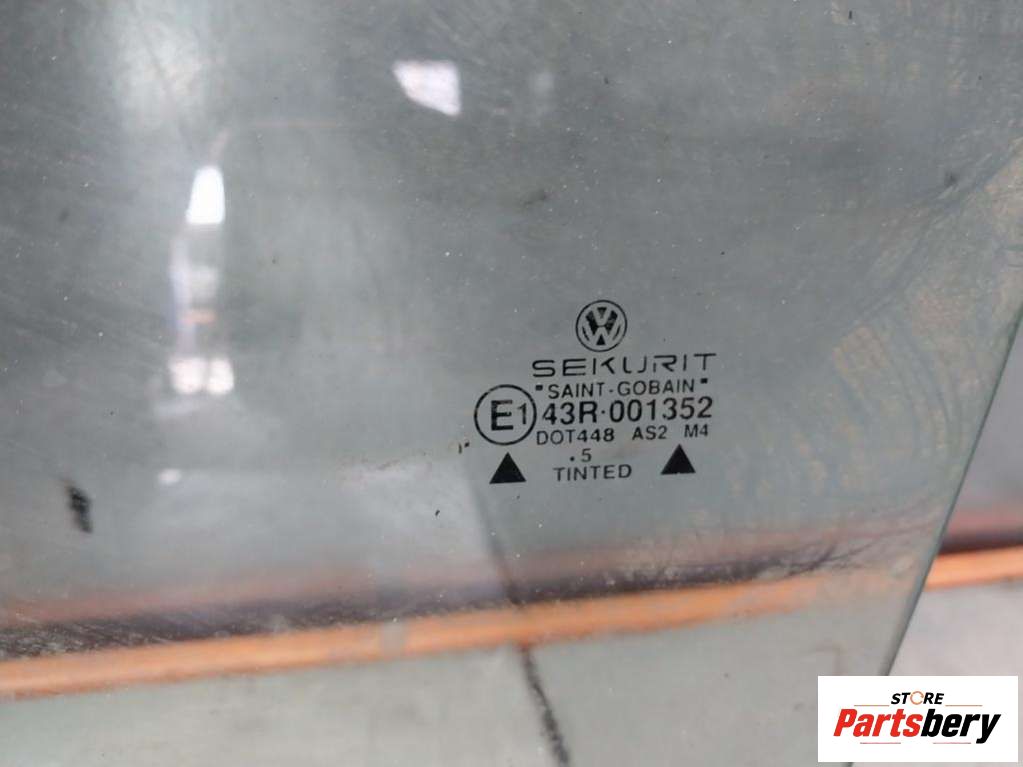 SEKURIT
"SAINT-GOBAIN"
E1 43R-001352
DOT448 AS2 M4
.5
TINTED
STORE
Partsbery